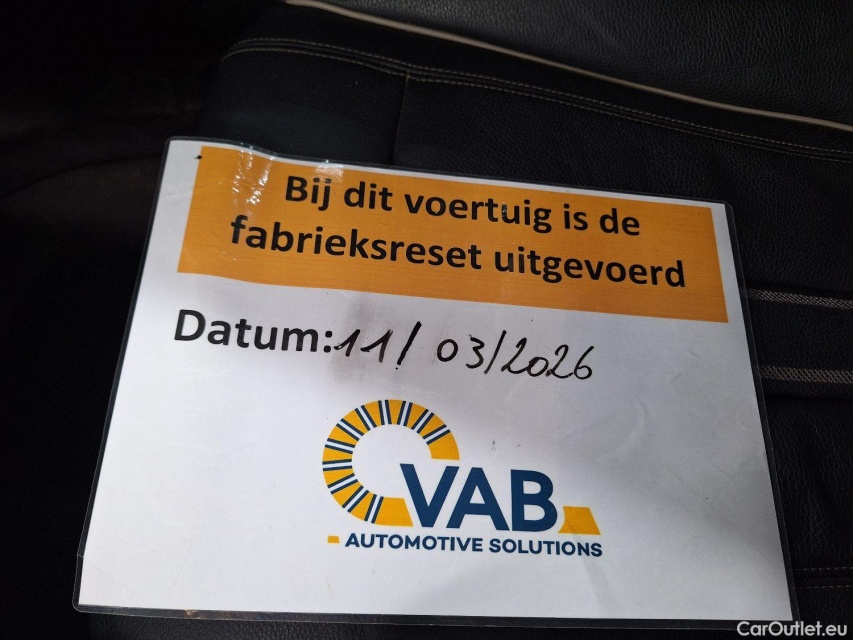 Bij dit voertuig is de
fabrieksreset uitgevoerd
Datum: 11/03/2026
VAB
AUTOMOTIVE SOLUTIONS
CarOutlet.eu